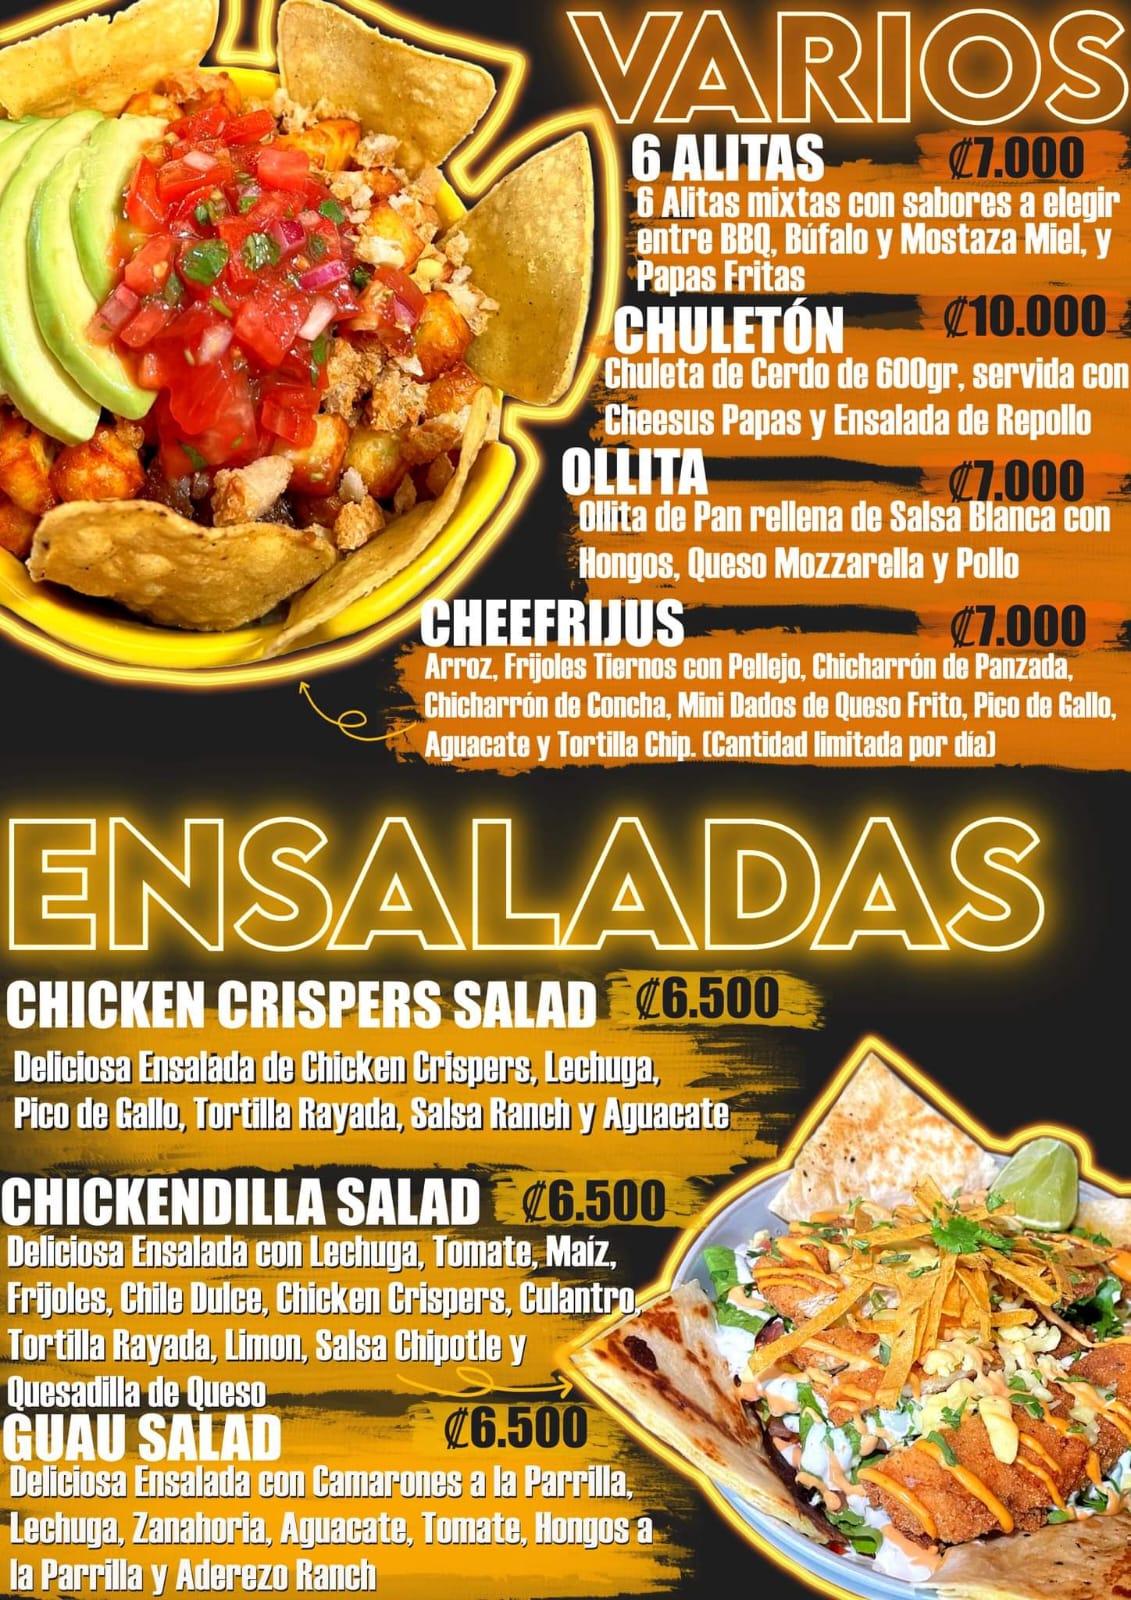 VARIOS
6 ALITAS ₡7.000
6 Alitas mixtas con sabores a elegir
entre BBQ, Búfalo y Mostaza Miel, y
Papas Fritas
CHULETÓN ₡10.000
Chuleta de Cerdo de 600gr, servida con
Cheesus Papas y Ensalada de Repollo
OLLITA ₡7.000
Ollita de Pan rellena de Salsa Blanca con
Hongos, Queso Mozzarella y Pollo
CHEEFRIJUS ₡7.000
Arroz, Frijoles Tiernos con Pellejo, Chicharrón de Panzada,
Chicharrón de Concha, Mini Dados de Queso Frito, Pico de Gallo,
Aguacate y Tortilla Chip. (Cantidad limitada por día)
ENSALADAS
CHICKEN CRISPERS SALAD ₡6.500
Deliciosa Ensalada de Chicken Crispers, Lechuga,
Pico de Gallo, Tortilla Rayada, Salsa Ranch y Aguacate
CHICKENDILLA SALAD ₡6.500
Deliciosa Ensalada con Lechuga, Tomate, Maíz,
Frijoles, Chile Dulce, Chicken Crispers, Culantro,
Tortilla Rayada, Limon, Salsa Chipotle y
Quesadilla de Queso
GUAU SALAD ₡6.500
Deliciosa Ensalada con Camarones a la Parrilla,
Lechuga, Zanahoria, Aguacate, Tomate, Hongos a
la Parrilla y Aderezo Ranch